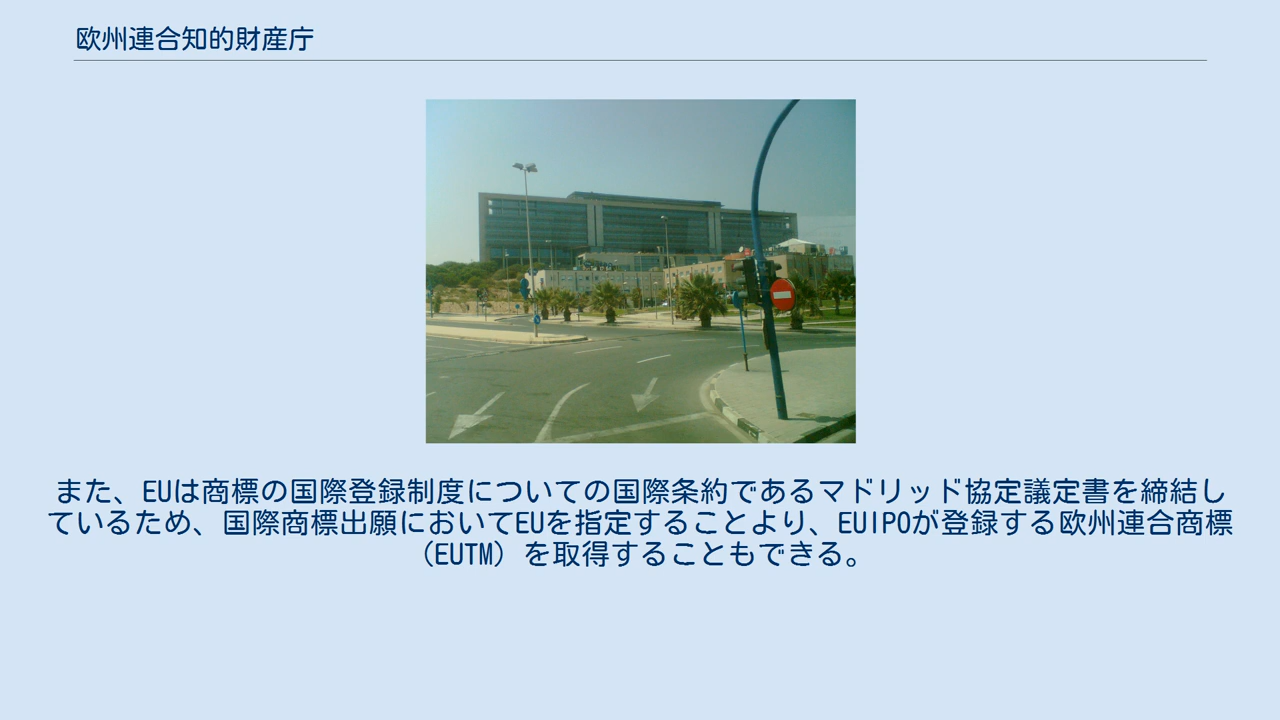 欧州連合知的財産庁
また、EUは商標の国際登録制度についての国際条約であるマドリッド協定議定書を締結し
ているため、国際商標出願においてEUを指定することより、EUIPOが登録する欧州連合商標
（EUTM）を取得することもできる。